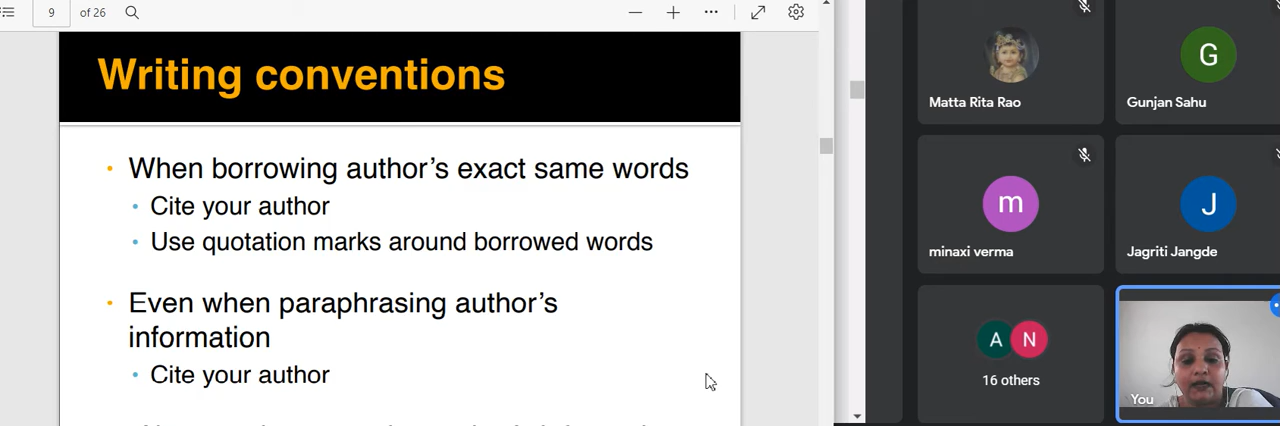 9 of 26
Writing conventions
• When borrowing author's exact same words
• Cite your author
• Use quotation marks around borrowed words
• Even when paraphrasing author's
information
• Cite your author
Matta Rita Rao
G
Gunjan Sahu
m
minaxi verma
J
Jagriti Jangde
A N
16 others
You